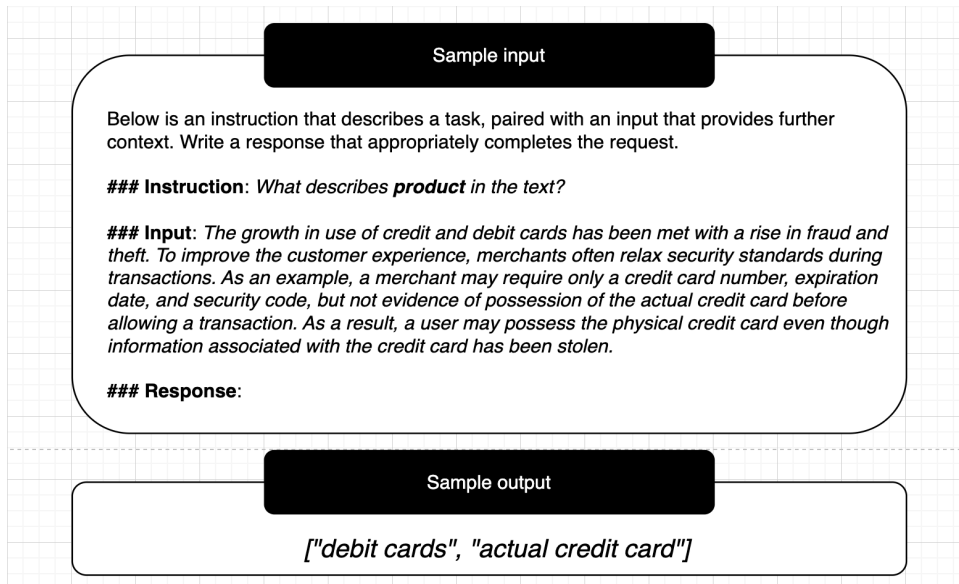 Sample input
Below is an instruction that describes a task, paired with an input that provides further
context. Write a response that appropriately completes the request.
### Instruction: What describes product in the text?
### Input: The growth in use of credit and debit cards has been met with a rise in fraud and
theft. To improve the customer experience, merchants often relax security standards during
transactions. As an example, a merchant may require only a credit card number, expiration
date, and security code, but not evidence of possession of the actual credit card before
allowing a transaction. As a result, a user may possess the physical credit card even though
information associated with the credit card has been stolen.
### Response:
Sample output
["debit cards", "actual credit card"]